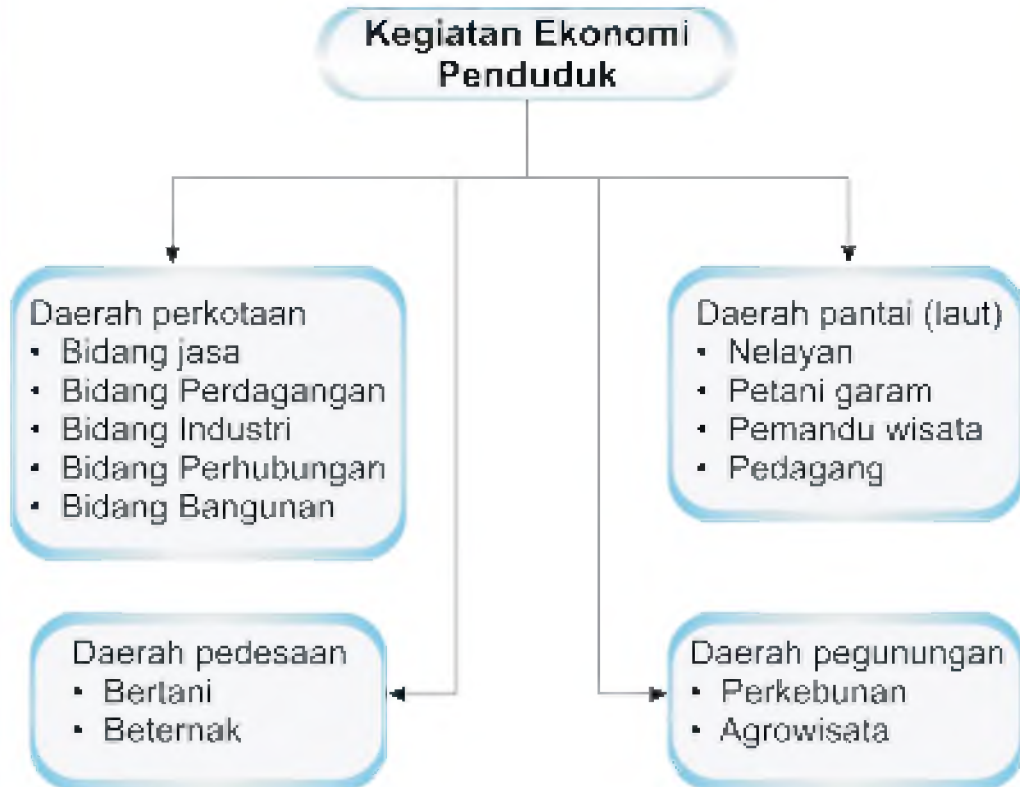 Kegiatan Ekonomi
Penduduk
Daerah perkotaan
• Bidang jasa
• Bidang Perdagangan
• Bidang Industri
• Bidang Perhubungan
• Bidang Bangunan
Daerah pantai (laut)
• Nelayan
• Petani garam
• Pemandu wisata
• Pedagang
Daerah pedesaan
• Bertani
• Beternak
Daerah pegunungan
• Perkebunan
• Agrowisata